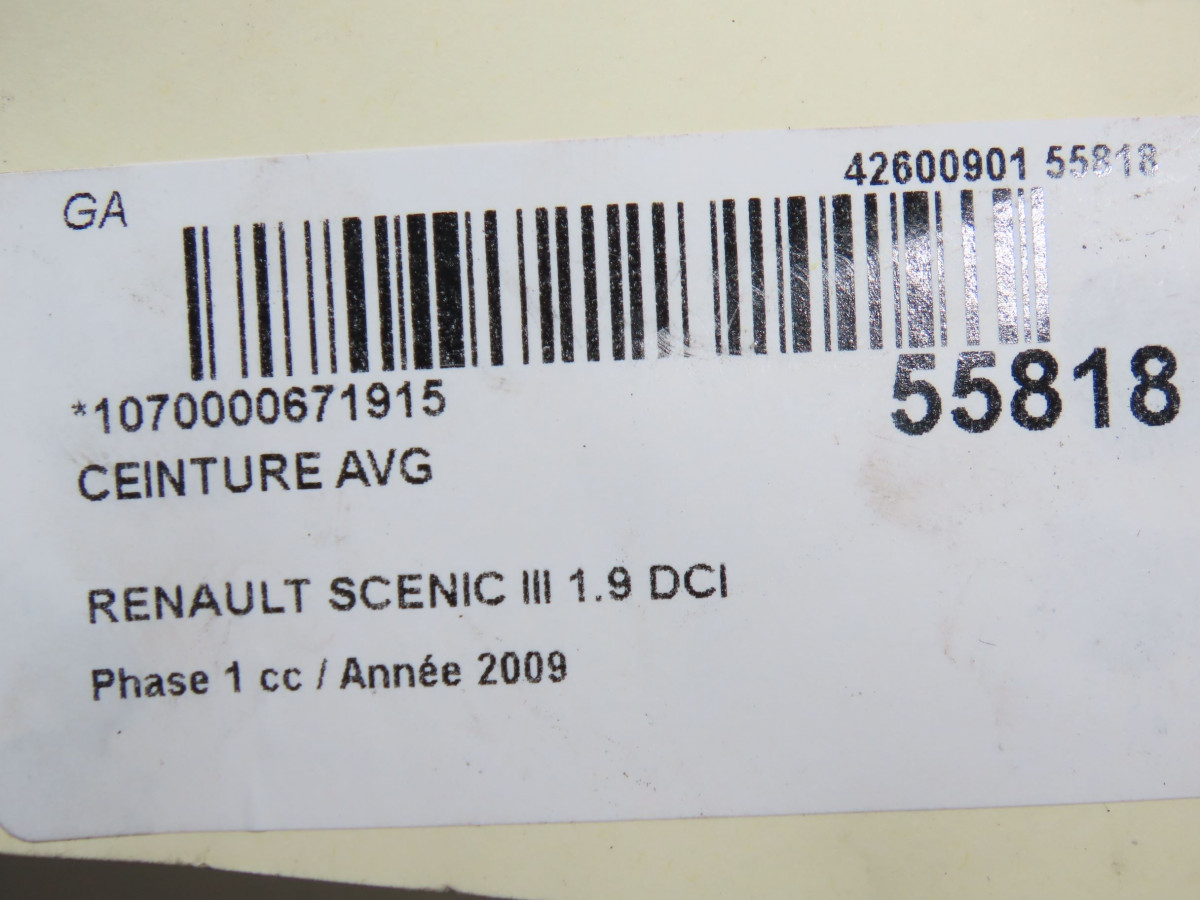 GA
42600901 55818
55818
*1070000671915
CEINTURE AVG
RENAULT SCENIC III 1.9 DCI
Phase 1 cc / Année 2009